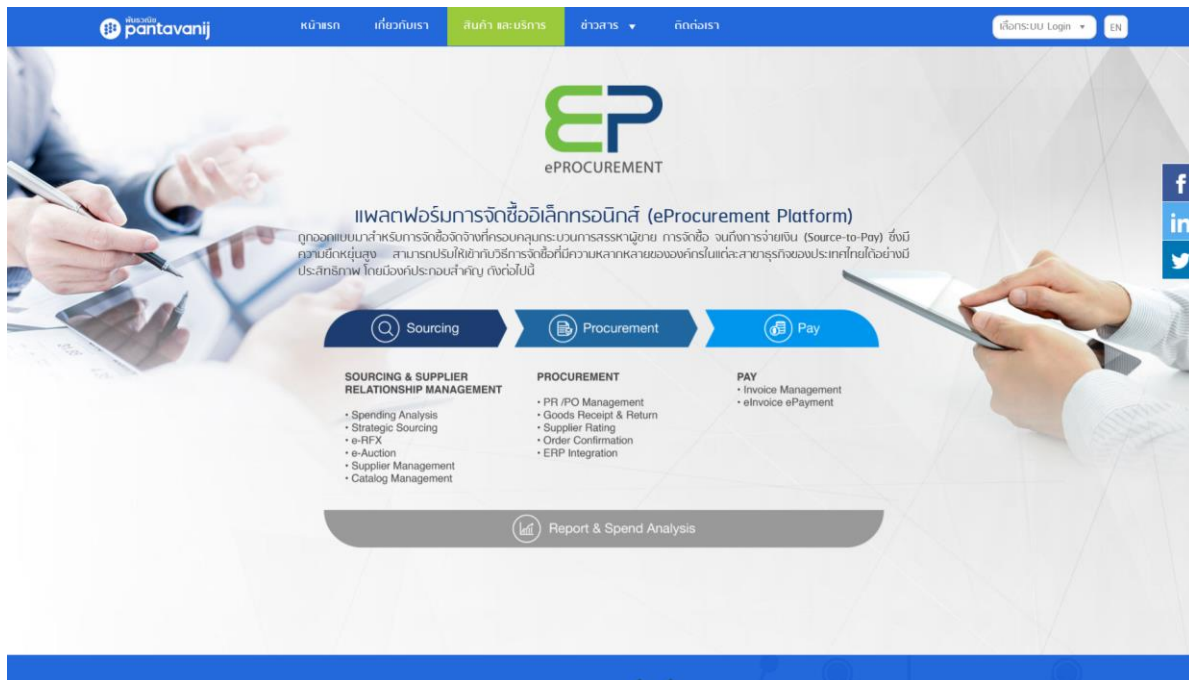 พันธวณิช
pantavanij
หน้าแรก
เกี่ยวกับเรา
สินค้า และบริการ
ข่าวสาร
ติดต่อเรา
เลือกระบบ Login
EN
EP
ePROCUREMENT
แพลตฟอร์มการจัดซื้ออิเล็กทรอนิกส์ (eProcurement Platform)
ถูกออกแบบมาสำหรับการจัดซื้อจัดจ้างที่ครอบคลุมกระบวนการสรรหาผู้ขาย การจัดซื้อ จนถึงการจ่ายเงิน (Source-to-Pay) ซึ่งมี
ความยืดหยุ่นสูง สามารถปรับให้เข้ากับวิธีการจัดซื้อที่มีความหลากหลายขององค์กรในแต่ละสาขาธุรกิจของประเทศไทยได้อย่างมี
ประสิทธิภาพ โดยมีองค์ประกอบสำคัญ ดังต่อไปนี้
Sourcing
Procurement
Pay
SOURCING & SUPPLIER
RELATIONSHIP MANAGEMENT
• Spending Analysis
• Strategic Sourcing
• e-RFX
• e-Auction
• Supplier Management
• Catalog Management
PROCUREMENT
• PR /PO Management
• Goods Receipt & Return
• Supplier Rating
• Order Confirmation
• ERP Integration
PAY
• Invoice Management
• eInvoice ePayment
Report & Spend Analysis
f
in